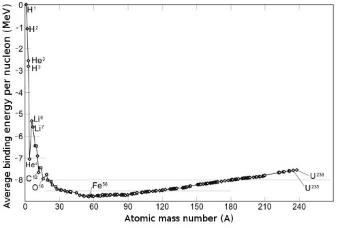 Average binding energy per nucleon (MeV)
0
-1
-2
-3
-4
-5
-6
-7
-8
H¹
H²
He³
H³
Li⁶
Li⁷
He⁴
C¹²
O¹⁶
Fe⁵⁶
U²³⁸
U²³⁵
0 30 60 90 120 150 180 210 240
Atomic mass number (A)